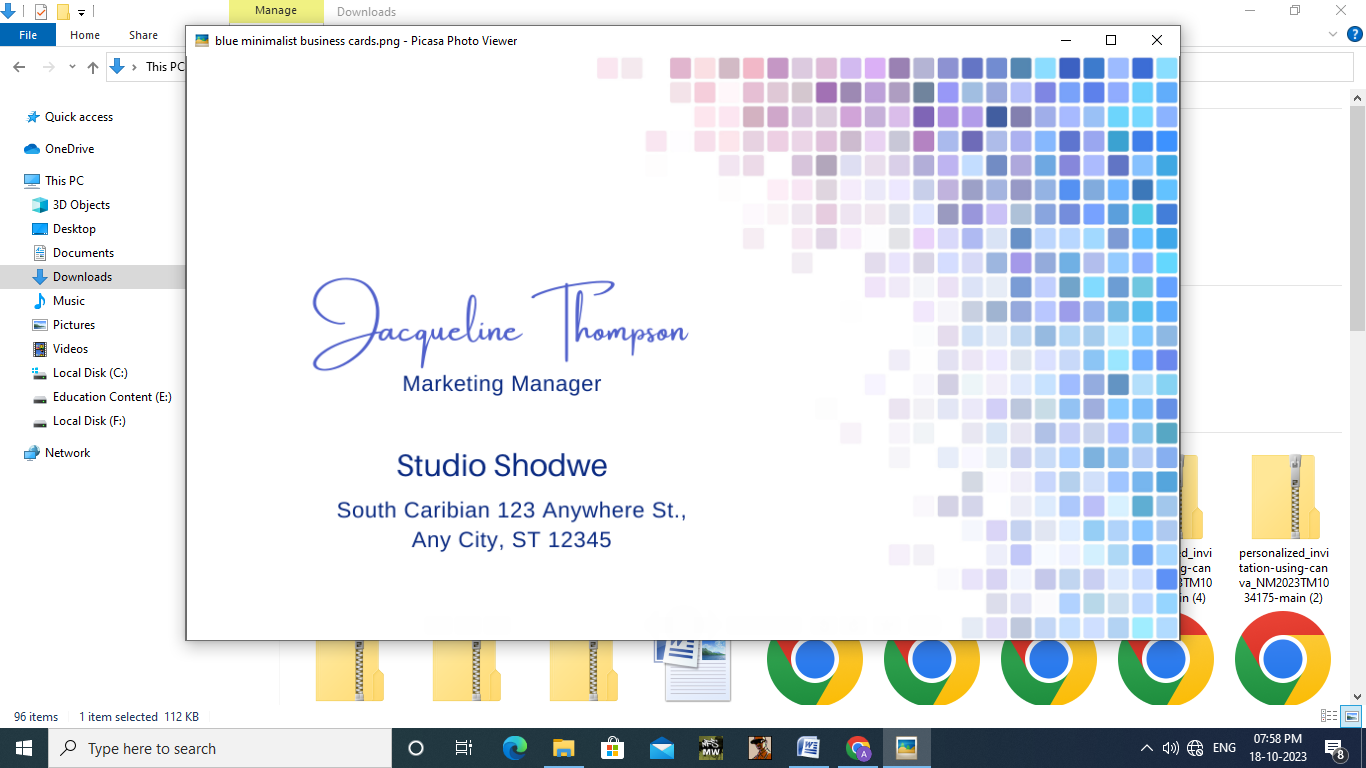 Manage
Downloads
File
Home
Share
?
blue minimalist business cards.png - Picasa Photo Viewer
This PC
Quick access
OneDrive
This PC
3D Objects
Desktop
Documents
Downloads
Music
Pictures
Videos
Local Disk (C:)
Education Content (E:)
Local Disk (F:)
Network
Jacqueline Thompson
Marketing Manager
Studio Shodwe
South Caribian 123 Anywhere St.,
Any City, ST 12345
personalized_invi
tation-using-can
va_NM2023TM10
34175-main (2)
96 items
1 item selected 112 KB
Type here to search
W
MW
A
ENG
07:58 PM
18-10-2023
8